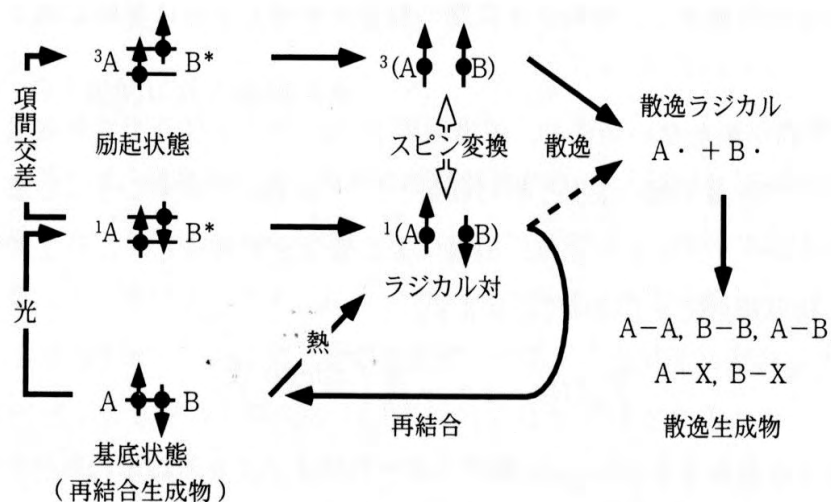 ³A B* ³(A B)
項間交差
励起状態 スピン変換 散逸
散逸ラジカル
A・+B・
¹A B* ¹(A B)
ラジカル対
光
熱
A B
再結合
基底状態
(再結合生成物)
A−A, B−B, A−B
A−X, B−X
散逸生成物